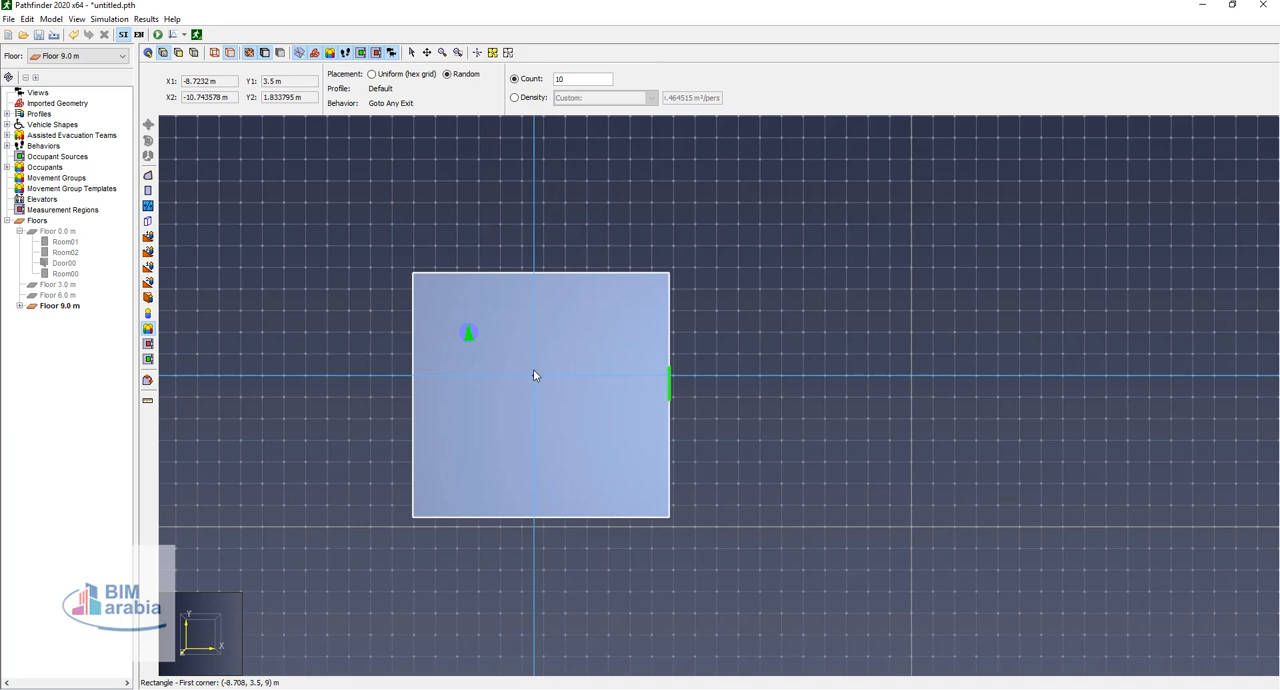 Pathfinder 2020 x64 - *untitled.pth
File Edit Model View Simulation Results Help
SI EN
Floor: Floor 9.0 m
X1: -8.7232 m Y1: 3.5 m
X2: -10.743578 m Y2: 1.833795 m
Placement: Uniform (hex grid) Random
Profile: Default
Behavior: Goto Any Exit
Count: 10
Density: Custom: .464515 m²/pers
Views
Imported Geometry
Profiles
Vehicle Shapes
Assisted Evacuation Teams
Behaviors
Occupant Sources
Occupants
Movement Groups
Movement Group Templates
Elevators
Measurement Regions
Floors
Floor 0.0 m
Room01
Room02
Door00
Room00
Floor 3.0 m
Floor 6.0 m
Floor 9.0 m
BIM
arabia
Y
X
Z
Rectangle - First corner: (-8.708, 3.5, 9) m